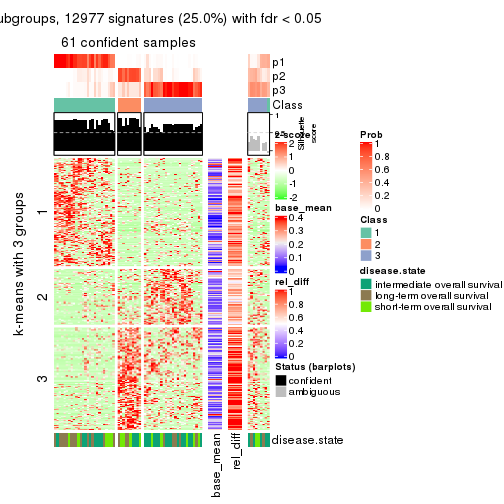 ubgroups, 12977 signatures (25.0%) with fdr < 0.05
61 confident samples
p1
p2
p3
Class
1
Silhouette
score
k-means with 3 groups
1
2
3
base_mean
rel_diff
disease.state
z-score
2
1
0
-1
-2
base_mean
0.4
0.3
0.2
0.1
0
rel_diff
1
0.8
0.6
0.4
0.2
0
Status (barplots)
confident
ambiguous
Prob
1
0.8
0.6
0.4
0.2
0
Class
1
2
3
disease.state
intermediate overall survival
long-term overall survival
short-term overall survival